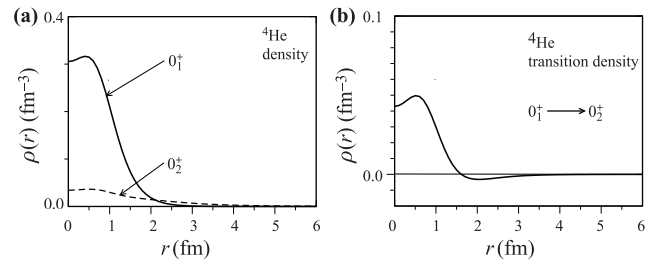 (a)
0.4
⁴He
density
0₁⁺
0₂⁺
0.0
ρ(r) (fm⁻³)
0 1 2 3 4 5 6
r (fm)
(b)
0.1
⁴He
transition density
0₁⁺ ⟶ 0₂⁺
0.0
ρ(r) (fm⁻³)
0 1 2 3 4 5 6
r (fm)